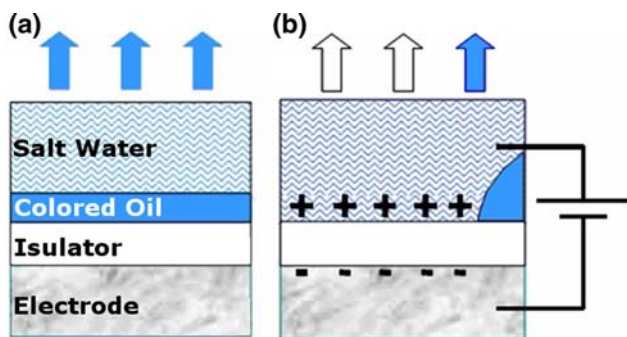 (a)
Salt Water
Colored Oil
Isulator
Electrode
(b)
+ + + + +
- - - - -